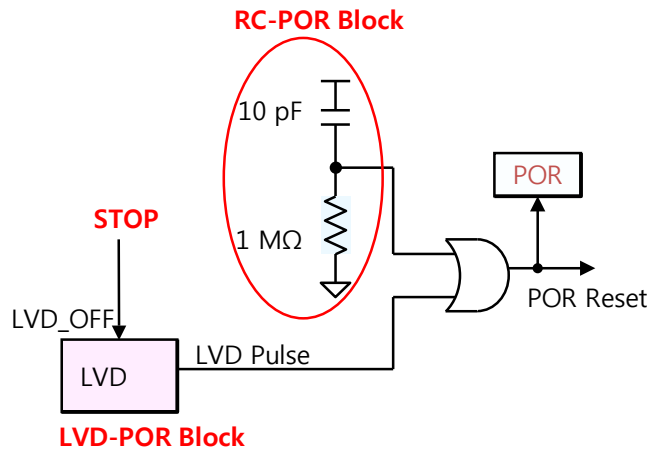 RC-POR Block
10 pF
POR
STOP
1 MΩ
POR Reset
LVD_OFF
LVD Pulse
LVD
LVD-POR Block